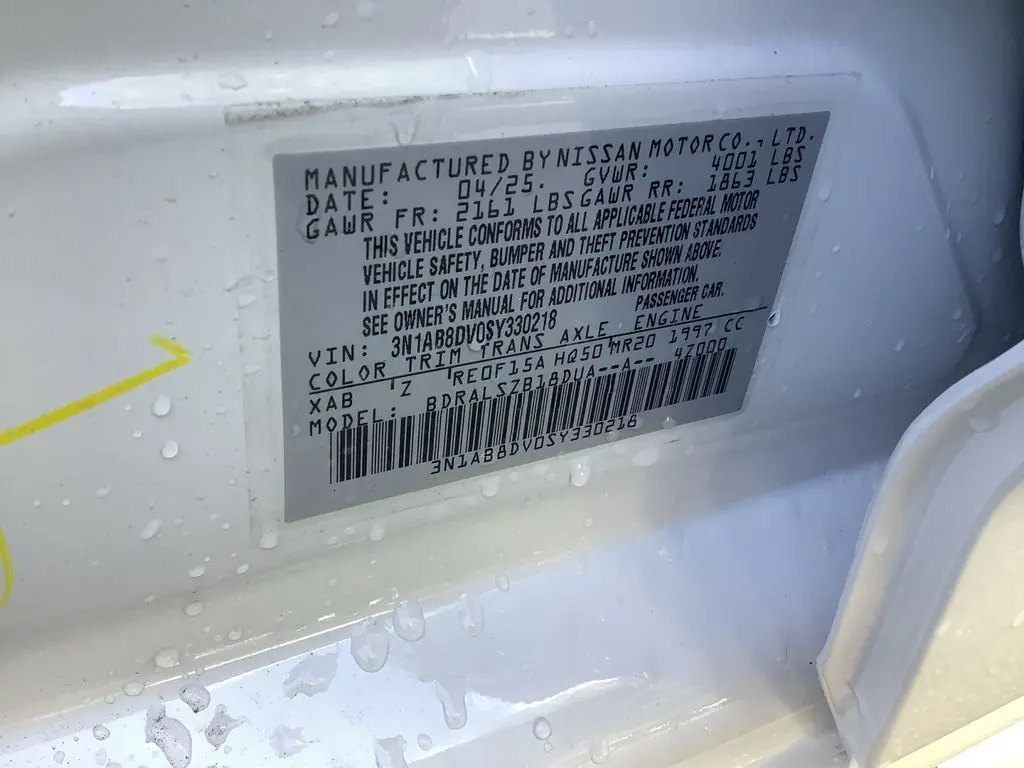 MANUFACTURED BY NISSAN MOTOR CO., LTD.
DATE: 04/25. GVWR: 4001 LBS
GAWR FR: 2161 LBS GAWR RR: 1863 LBS
THIS VEHICLE CONFORMS TO ALL APPLICABLE FEDERAL MOTOR
VEHICLE SAFETY, BUMPER AND THEFT PREVENTION STANDARDS
IN EFFECT ON THE DATE OF MANUFACTURE SHOWN ABOVE.
SEE OWNER'S MANUAL FOR ADDITIONAL INFORMATION.
VIN: 3N1AB8DV0SY330218 PASSENGER CAR.
COLOR TRIM TRANS AXLE ENGINE
XAB Z RE0F15A HQ50 MR20 1997 CC
MODEL: BDRALSZB18DUA--A-- 4Z000
3N1AB8DV0SY330218